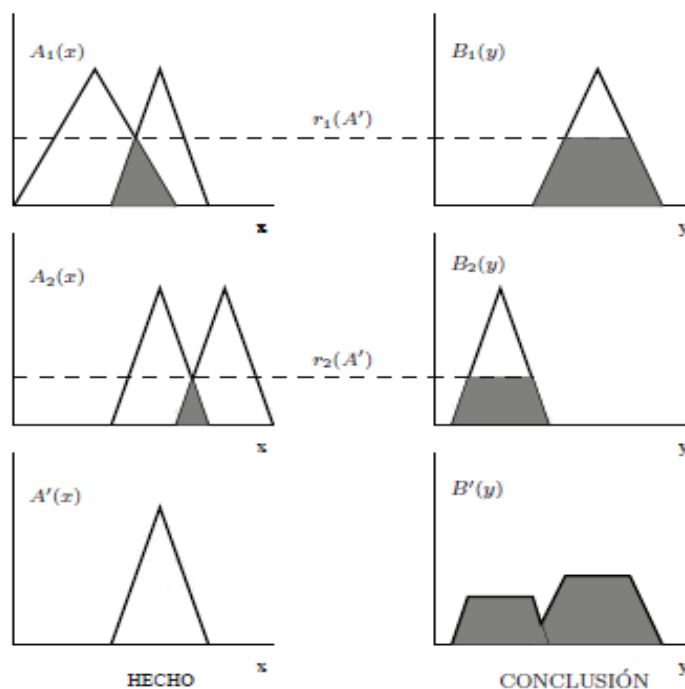 A₁(x)
B₁(y)
r₁(A′)
x
y
A₂(x)
B₂(y)
r₂(A′)
x
y
A′(x)
B′(y)
x
y
HECHO
CONCLUSIÓN